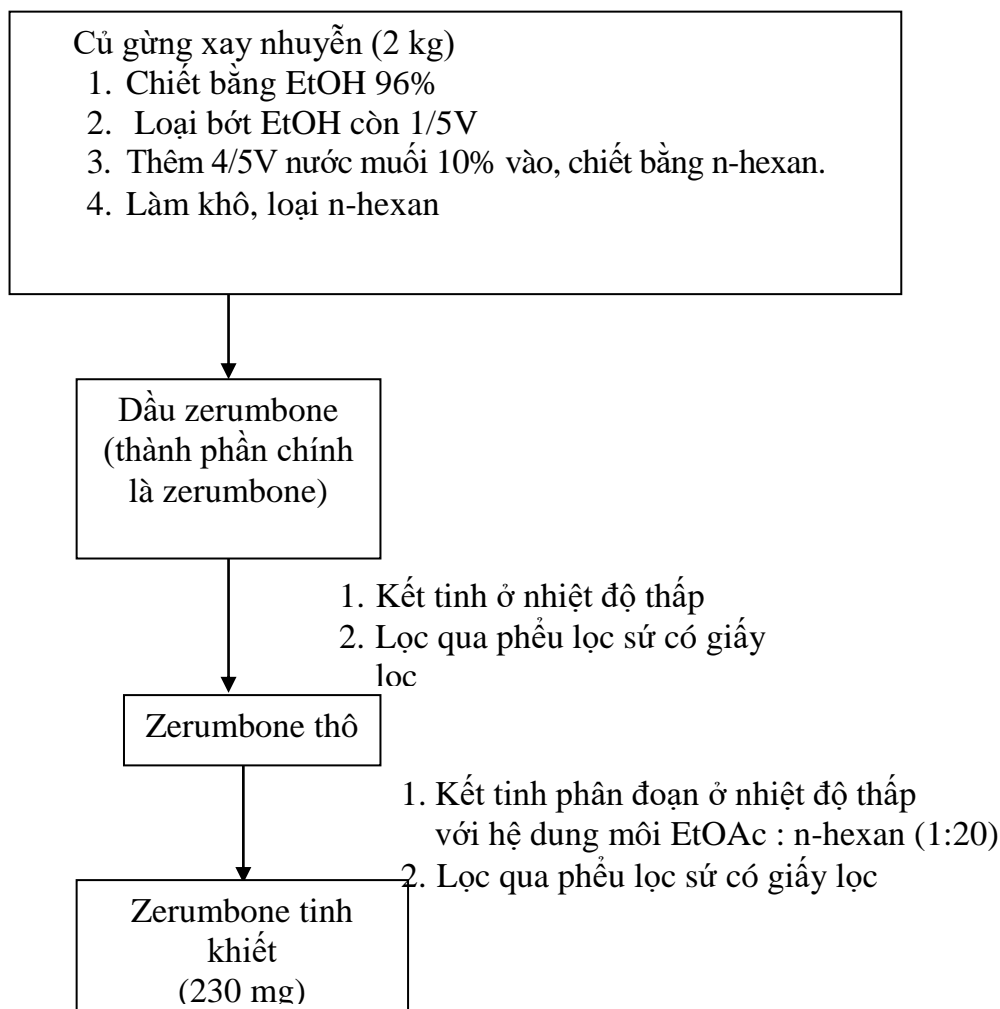 Củ gừng xay nhuyễn (2 kg)
1. Chiết bằng EtOH 96%
2. Loại bớt EtOH còn 1/5V
3. Thêm 4/5V nước muối 10% vào, chiết bằng n-hexan.
4. Làm khô, loại n-hexan
Dầu zerumbone
(thành phần chính
là zerumbone)
1. Kết tinh ở nhiệt độ thấp
2. Lọc qua phểu lọc sứ có giấy
lọc
Zerumbone thô
1. Kết tinh phân đoạn ở nhiệt độ thấp
với hệ dung môi EtOAc : n-hexan (1:20)
2. Lọc qua phểu lọc sứ có giấy lọc
Zerumbone tinh
khiết
(230 mg)